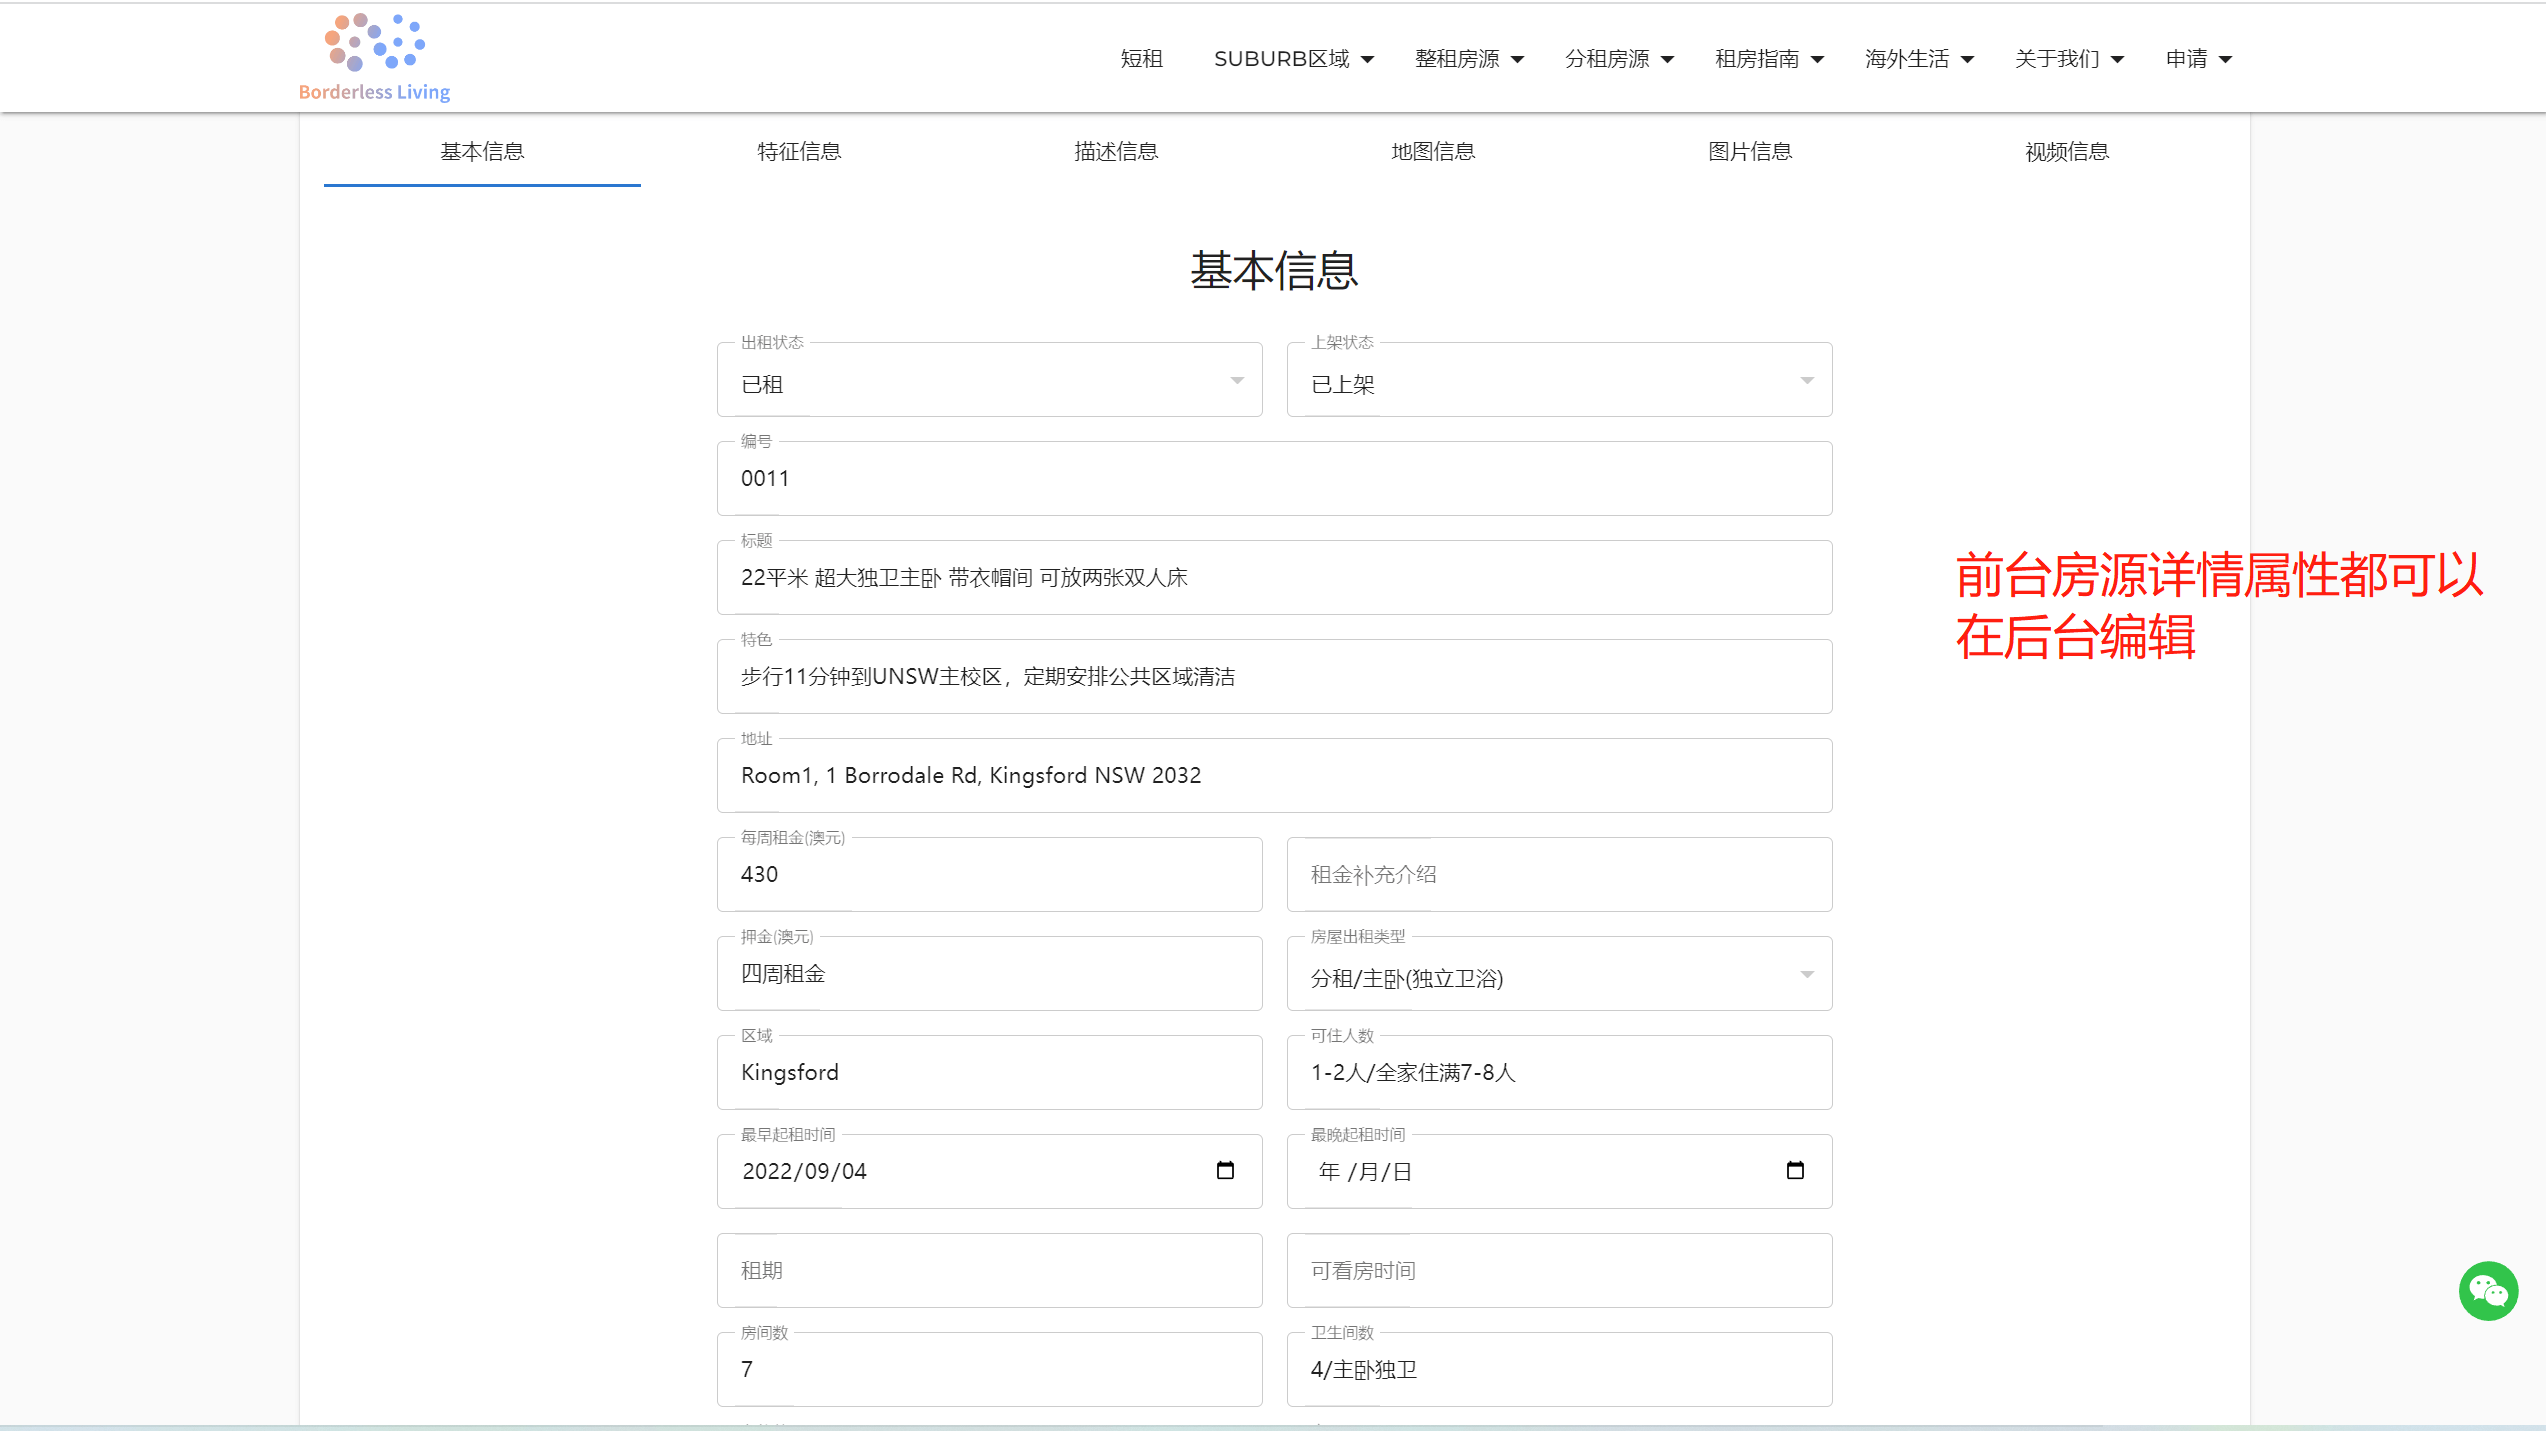 Borderless Living
短租 SUBURB区域 整租房源 分租房源 租房指南 海外生活 关于我们 申请
基本信息 特征信息 描述信息 地图信息 图片信息 视频信息
基本信息
出租状态 上架状态
已租 已上架
编号
0011
标题
22平米 超大独卫主卧 带衣帽间 可放两张双人床
特色
步行11分钟到UNSW主校区，定期安排公共区域清洁
地址
Room1, 1 Borrodale Rd, Kingsford NSW 2032
前台房源详情属性都可以
在后台编辑
每周租金(澳元)
430 租金补充介绍
押金(澳元) 房屋出租类型
四周租金 分租/主卧(独立卫浴)
区域 可住人数
Kingsford 1-2人/全家住满7-8人
最早起租时间 最晚起租时间
2022/09/04 年 /月/日
租期 可看房时间
房间数 卫生间数
7 4/主卧独卫